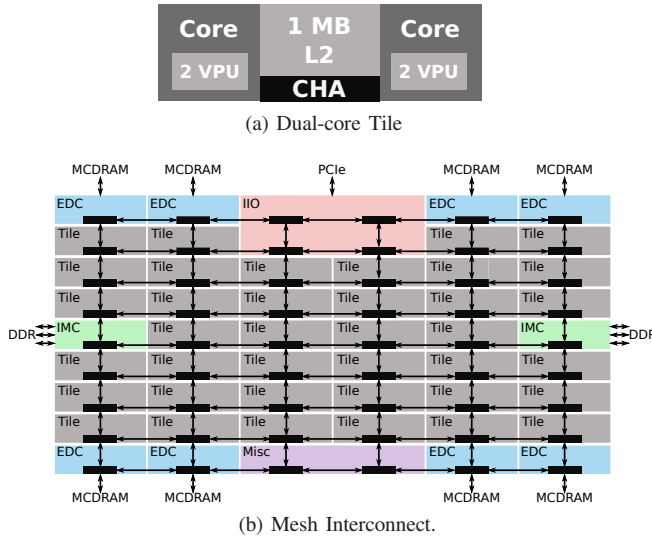 Core 1 MB Core
L2
2 VPU 2 VPU
CHA
(a) Dual-core Tile
MCDRAM MCDRAM PCIe MCDRAM MCDRAM
EDC EDC IIO EDC EDC
Tile Tile Tile Tile
Tile Tile Tile Tile Tile Tile
Tile Tile Tile Tile Tile Tile
IMC Tile Tile Tile Tile IMC
DDR DDR
Tile Tile Tile Tile Tile Tile
Tile Tile Tile Tile Tile Tile
Tile Tile Tile Tile Tile Tile
EDC EDC Misc EDC EDC
MCDRAM MCDRAM MCDRAM MCDRAM
(b) Mesh Interconnect.